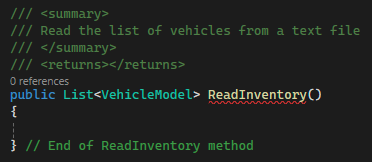 /// <summary>
/// Read the list of vehicles from a text file
/// </summary>
/// <returns></returns>
0 references
public List<VehicleModel> ReadInventory()
{
} // End of ReadInventory method